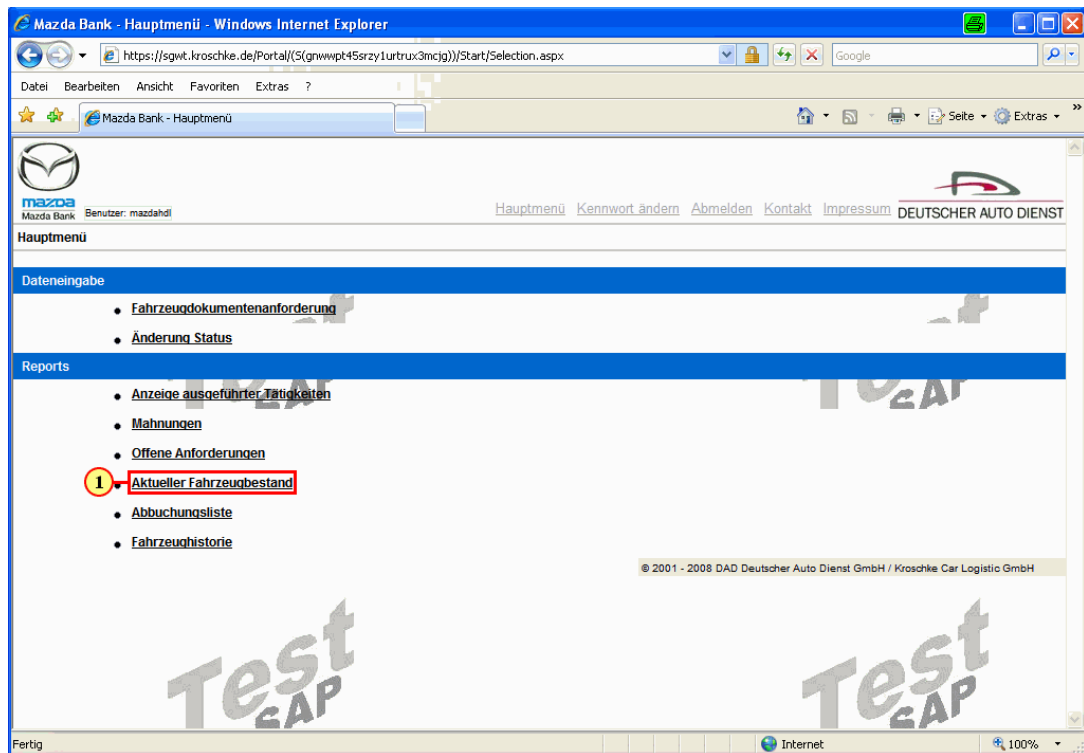 Mazda Bank - Hauptmenü - Windows Internet Explorer
https://sgwt.kroschke.de/Portal/(S(gnwwpt45srzy1urtrux3mcjg))/Start/Selection.aspx
Google
Datei Bearbeiten Ansicht Favoriten Extras ?
Mazda Bank - Hauptmenü
Seite Extras »
mazda
Mazda Bank Benutzer: mazdahdl
Hauptmenü Kennwort ändern Abmelden Kontakt Impressum DEUTSCHER AUTO DIENST
Hauptmenü
Dateneingabe
Fahrzeugdokumentenanforderung
Änderung Status
Reports
Anzeige ausgeführter Tätigkeiten
Mahnungen
Offene Anforderungen
1 Aktueller Fahrzeugbestand
Abbuchungsliste
Fahrzeughistorie
© 2001 - 2008 DAD Deutscher Auto Dienst GmbH / Kroschke Car Logistic GmbH
Test Test
SAP SAP
Fertig Internet 100%